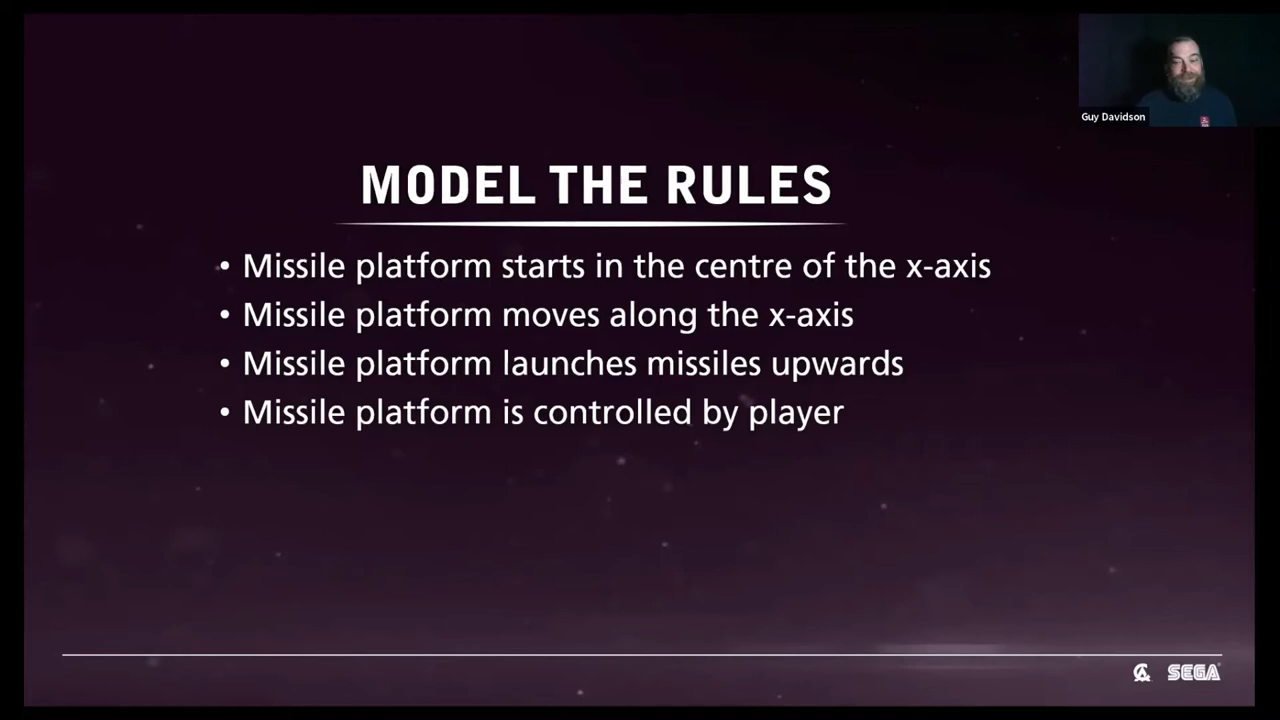 Guy Davidson
MODEL THE RULES
• Missile platform starts in the centre of the x-axis
• Missile platform moves along the x-axis
• Missile platform launches missiles upwards
• Missile platform is controlled by player
SEGA